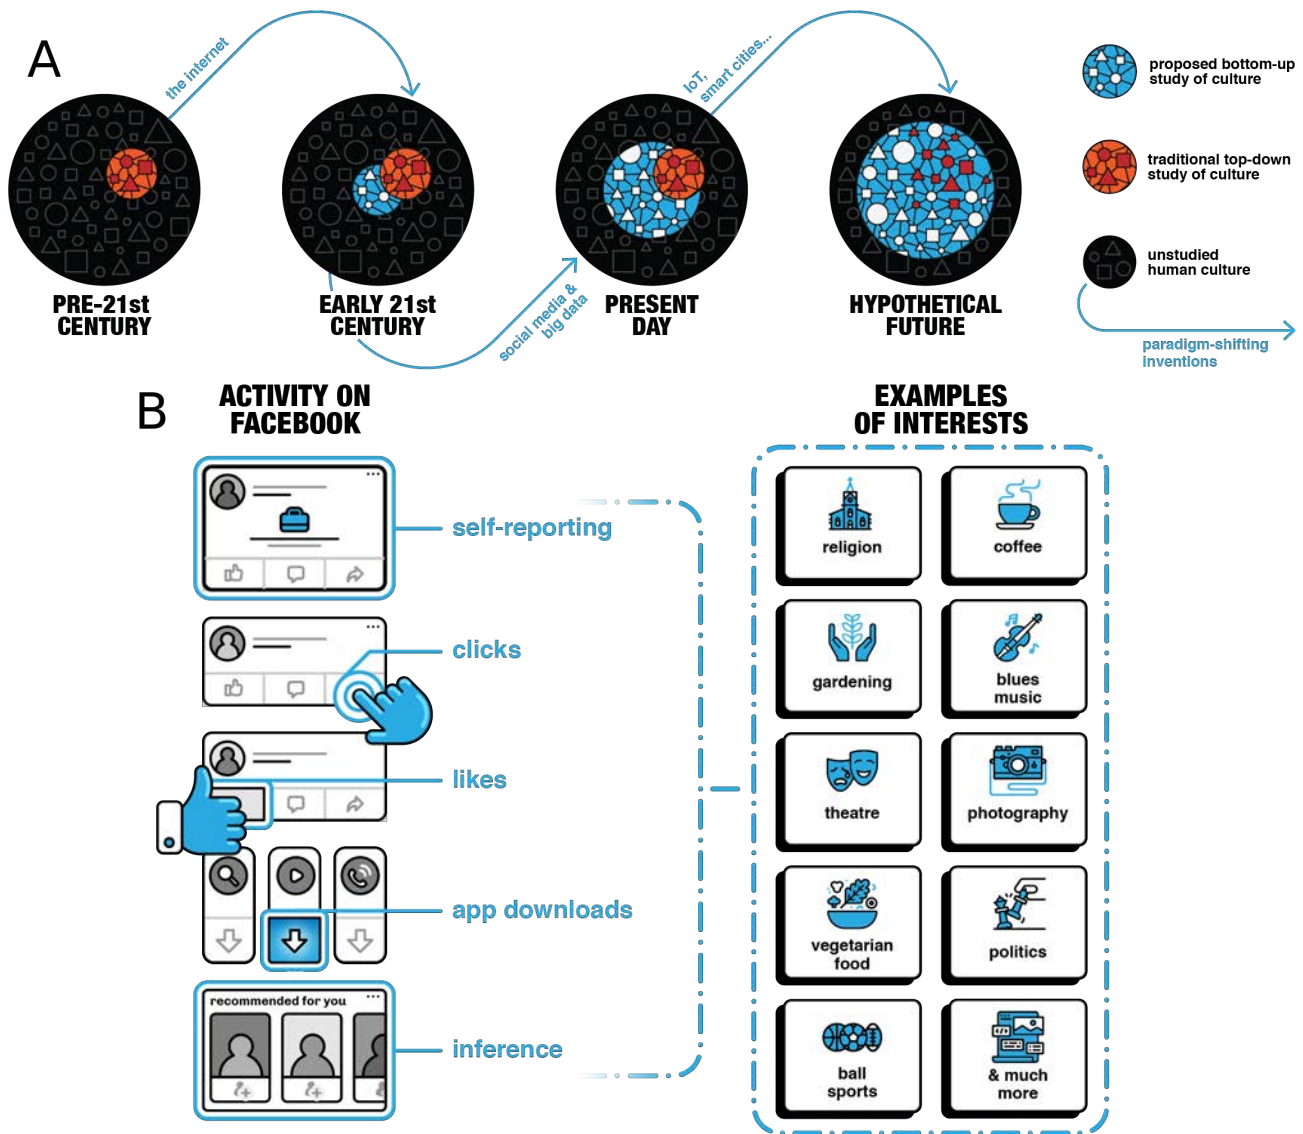 A
the internet
IoT,
smart cities...
proposed bottom-up
study of culture
traditional top-down
study of culture
unstudied
human culture
PRE-21st
CENTURY
EARLY 21st
CENTURY
social media &
big data
PRESENT
DAY
HYPOTHETICAL
FUTURE
paradigm-shifting
inventions
B
ACTIVITY ON
FACEBOOK
self-reporting
clicks
likes
app downloads
recommended for you
inference
EXAMPLES
OF INTERESTS
religion
coffee
gardening
blues
music
theatre
photography
vegetarian
food
politics
ball
sports
& much
more